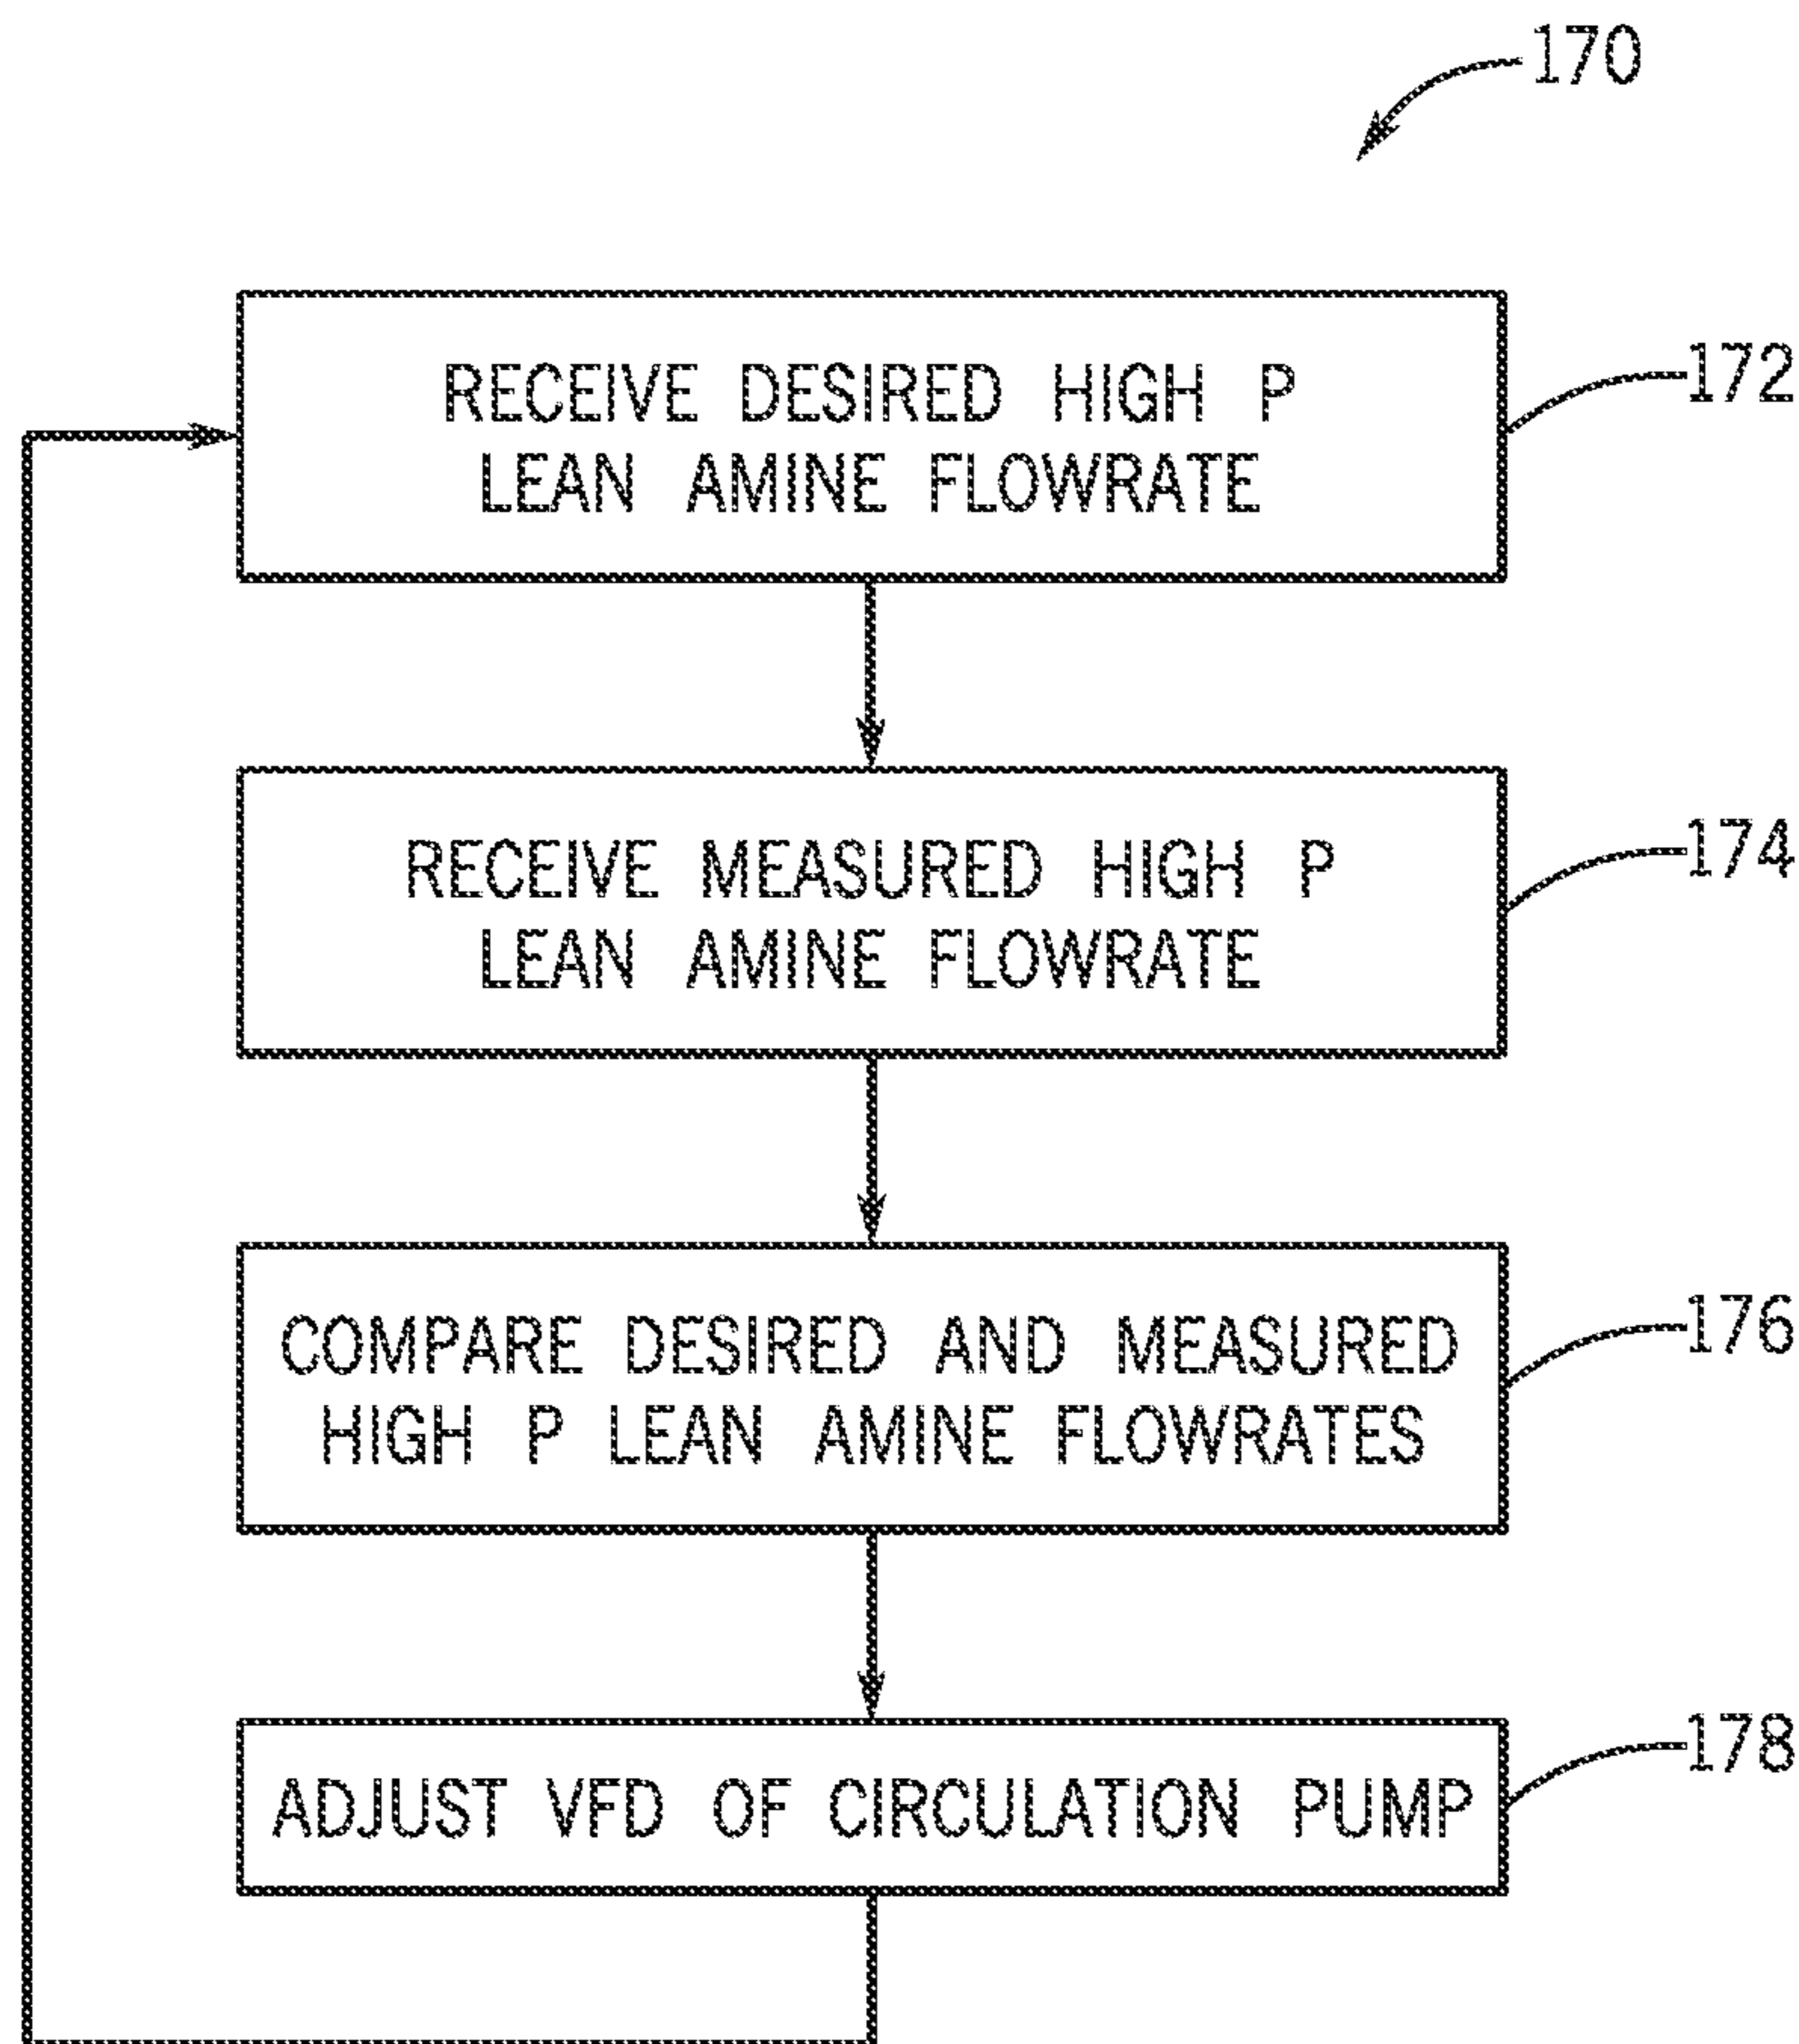 170
RECEIVE DESIRED HIGH P
LEAN AMINE FLOWRATE
172
RECEIVE MEASURED HIGH P
LEAN AMINE FLOWRATE
174
COMPARE DESIRED AND MEASURED
HIGH P LEAN AMINE FLOWRATES
176
ADJUST VFD OF CIRCULATION PUMP
178